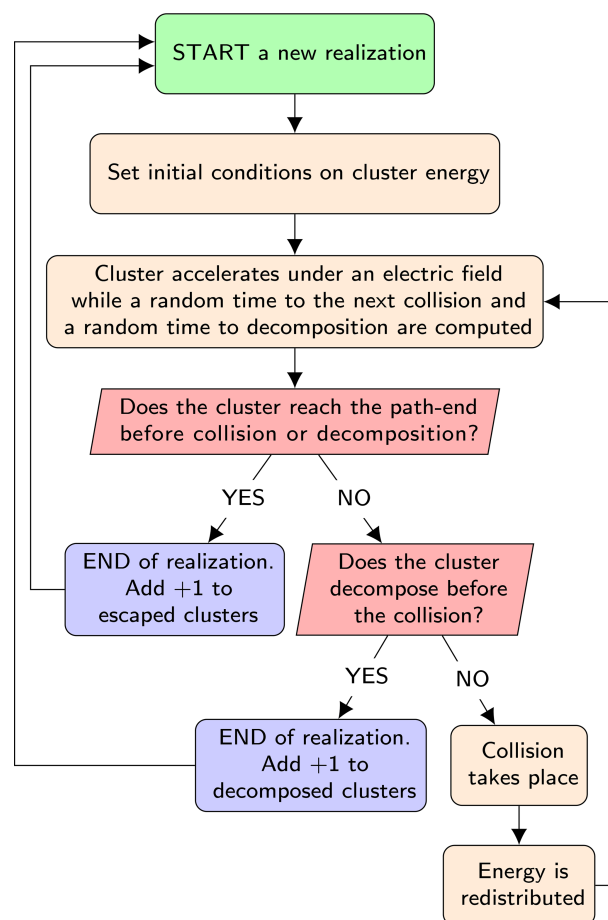 START a new realization
Set initial conditions on cluster energy
Cluster accelerates under an electric field
while a random time to the next collision and
a random time to decomposition are computed
Does the cluster reach the path-end
before collision or decomposition?
YES
NO
END of realization.
Add +1 to
escaped clusters
Does the cluster
decompose before
the collision?
YES
NO
END of realization.
Add +1 to
decomposed clusters
Collision
takes place
Energy is
redistributed